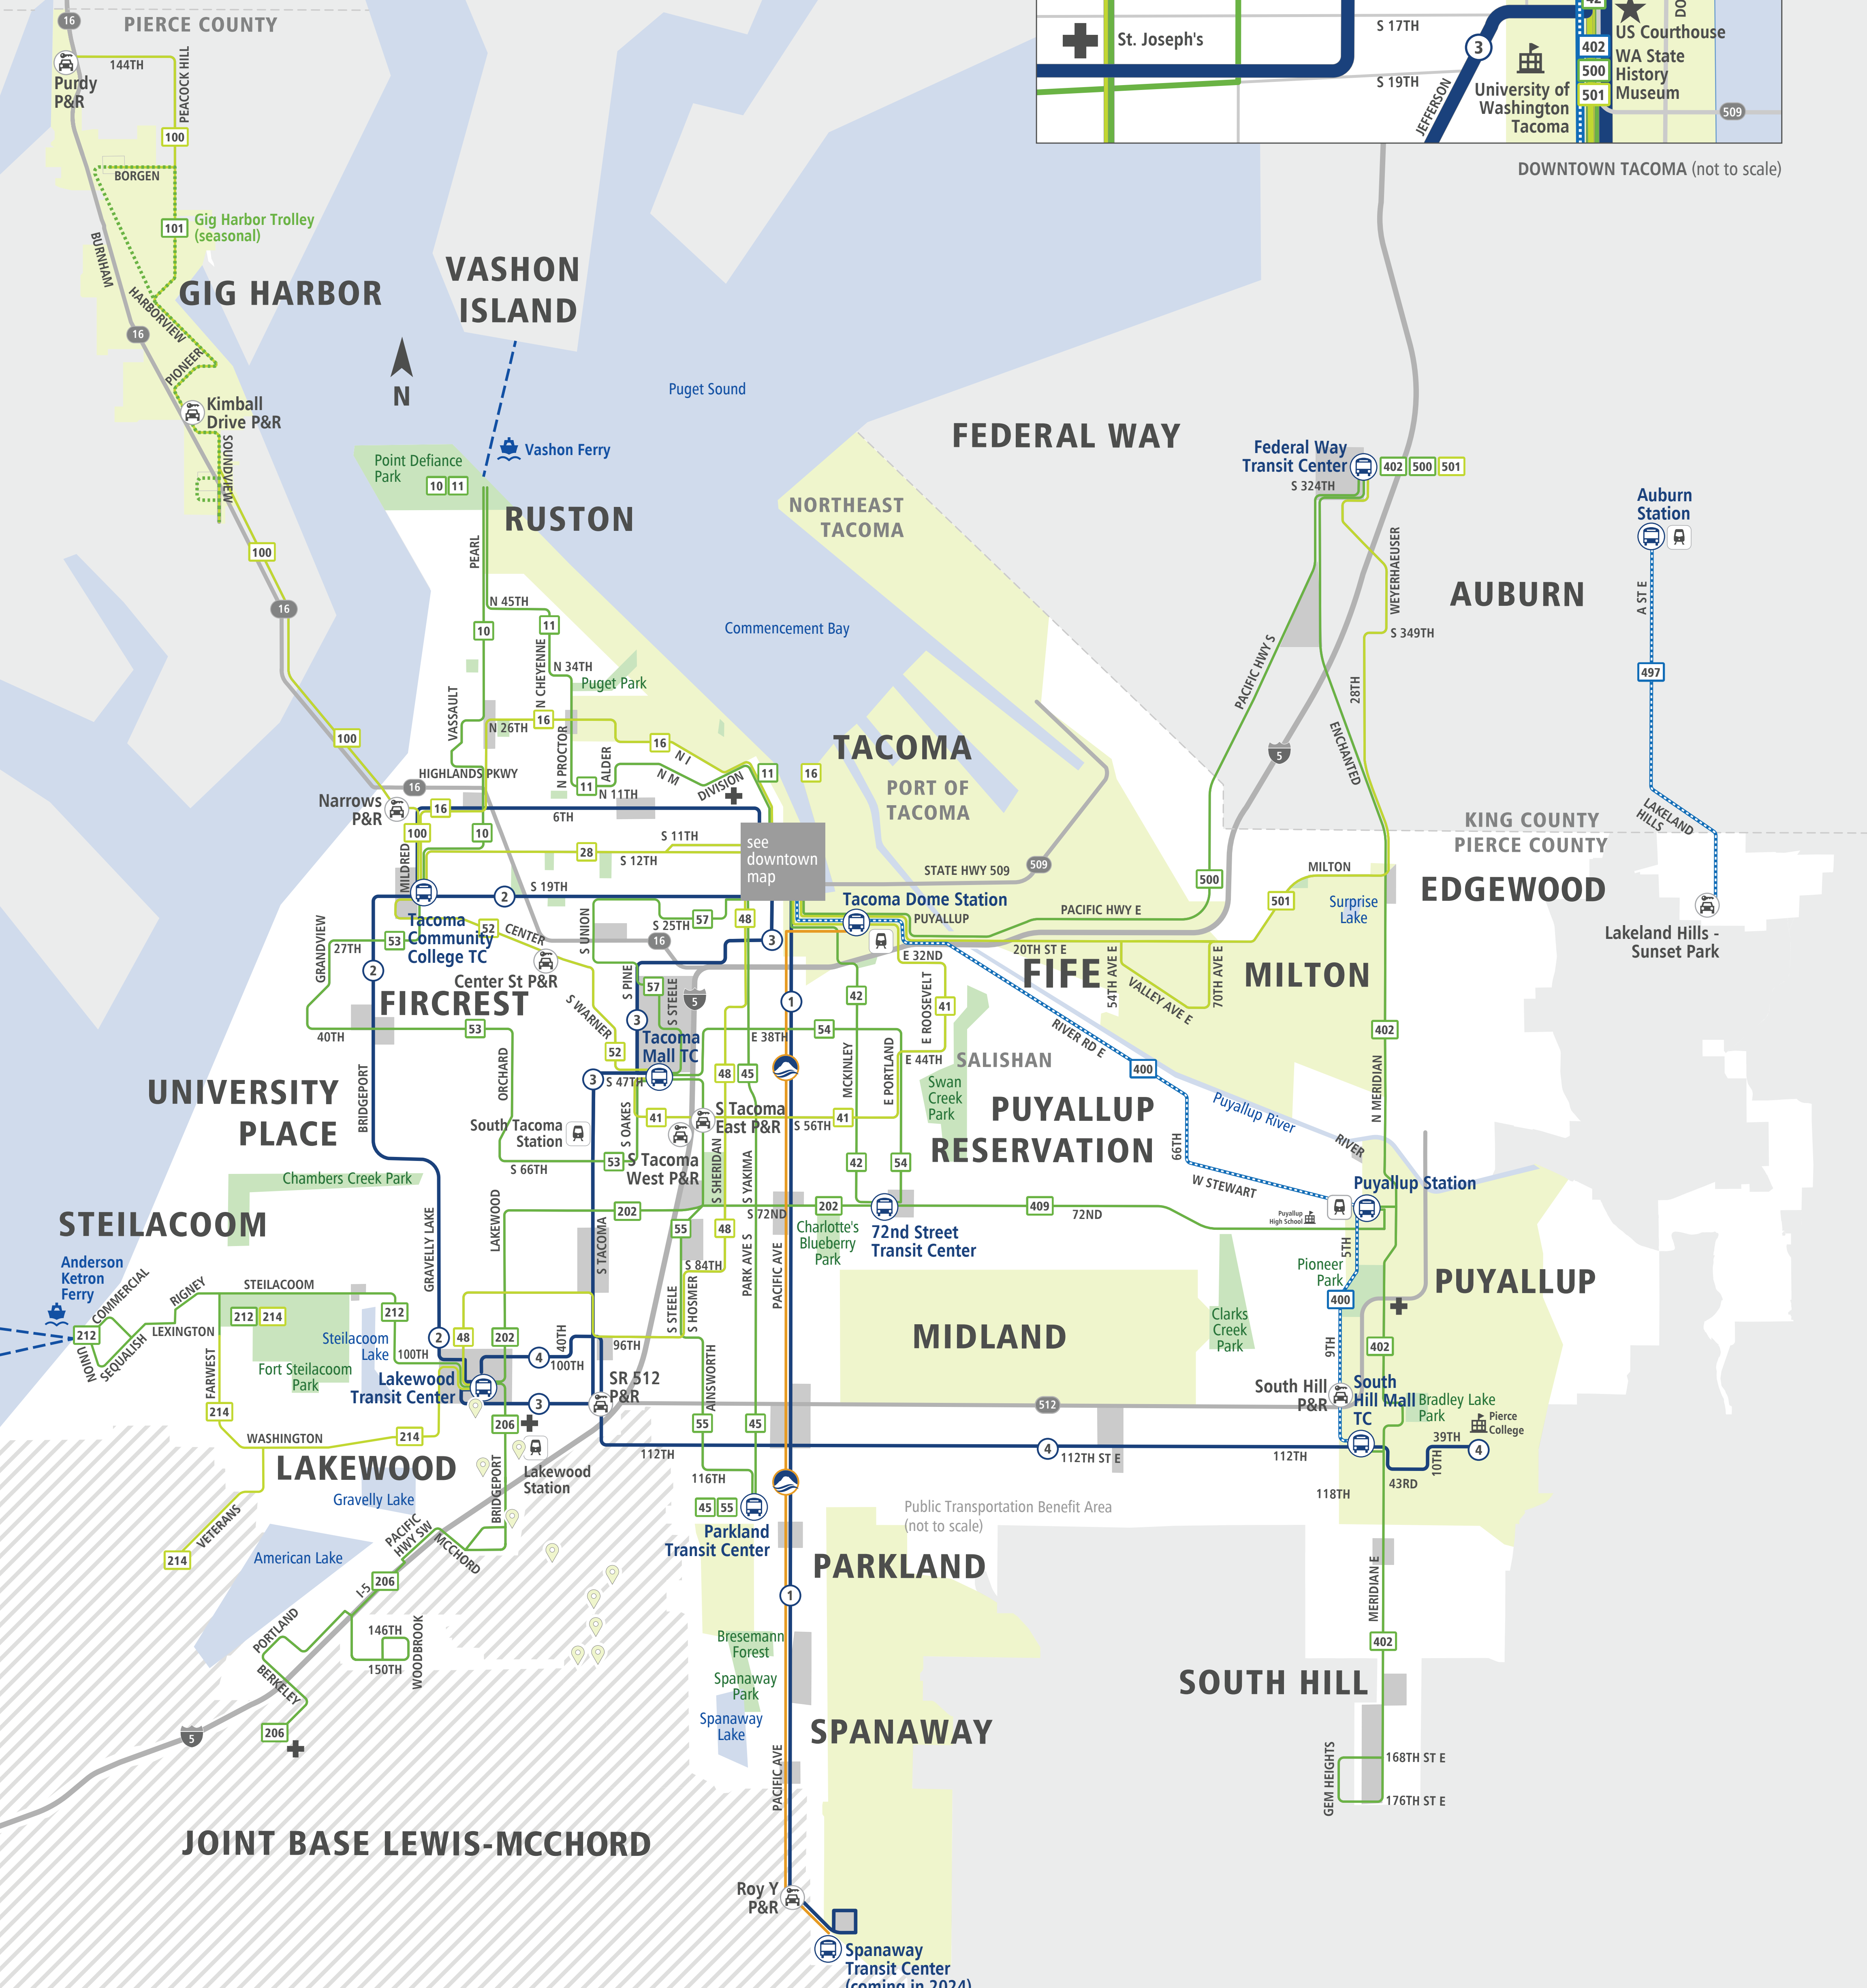 16
PIERCE COUNTY
144TH
PEACOCK HILL
Purdy
P&R
100
BORGEN
101
Gig Harbor Trolley
(seasonal)
BURNHAM
GIG HARBOR
HARBORVIEW
16
PIONEER
Kimball
Drive P&R
SOUNDVIEW
100
16
100
16
VASHON
ISLAND
N
Puget Sound
Vashon Ferry
Point Defiance
Park
10
11
RUSTON
St. Joseph's
S 17TH
S 19TH
3
JEFFERSON
University of
Washington
Tacoma
42
402
500
501
US Courthouse
WA State
History
Museum
DO
509
DOWNTOWN TACOMA (not to scale)
FEDERAL WAY
Federal Way
Transit Center
402
500
501
S 324TH
NORTHEAST
TACOMA
Auburn
Station
AUBURN
A ST E
497
LAKELAND
HILLS
Lakeland Hills -
Sunset Park
WEYERHAEUSER
S 349TH
28TH
PACIFIC HWY S
ENCHANTED
5
KING COUNTY
PIERCE COUNTY
PEARL
N 45TH
10
11
N CHEYENNE
N 34TH
Puget Park
Commencement Bay
VASSAULT
N 26TH
16
16
N I
N PROCTOR
ALDER
N M
DIVISION
11
N 11TH
11
16
HIGHLANDS PKWY
TACOMA
PORT OF
TACOMA
Narrows
P&R
16
100
10
6TH
S 11TH
28
S 12TH
see
downtown
map
MILDRED
S 19TH
2
STATE HWY 509
509
500
MILTON
501
Surprise
Lake
EDGEWOOD
Tacoma Dome Station
PUYALLUP
PACIFIC HWY E
20TH ST E
FIFE
54TH AVE E
VALLEY AVE E
70TH AVE E
MILTON
Tacoma
Community
College TC
52
CENTER
53
27TH
GRANDVIEW
2
Center St P&R
S UNION
S 25TH
57
48
3
16
S PINE
57
S STEELE
5
FIRCREST
S WARNER
3
40TH
53
ORCHARD
52
Tacoma
Mall TC
S 47TH
3
1
E 38TH
54
42
MCKINLEY
E PORTLAND
E 32ND
E ROOSEVELT
41
E 44TH
SALISHAN
Swan
Creek
Park
RIVER RD E
400
Puyallup River
402
N MERIDIAN
RIVER
UNIVERSITY
PLACE
BRIDGEPORT
48
45
S Tacoma
East P&R
41
S OAKES
41
S 56TH
South Tacoma
Station
S 66TH
53
S Tacoma
West P&R
S SHERIDAN
S YAKIMA
42
54
PUYALLUP
RESERVATION
66TH
W STEWART
Puyallup Station
Puyallup
High School
Chambers Creek Park
STEILACOOM
GRAVELLY LAKE
LAKEWOOD
202
S TACOMA
55
48
S 72ND
202
Charlotte's
Blueberry
Park
72nd Street
Transit Center
409
72ND
PARK AVE S
PACIFIC AVE
S 84TH
S STEELE
S HOSMER
5TH
Pioneer
Park
400
PUYALLUP
Clarks
Creek
Park
Anderson
Ketron
Ferry
COMMERCIAL
RIGNEY
STEILACOOM
212
214
212
212
LEXINGTON
UNION
SEQUALISH
Steilacoom
Lake
Fort Steilacoom
Park
FARWEST
100TH
2
48
202
4
100TH
40TH
96TH
Lakewood
Transit Center
3
SR 512
P&R
MIDLAND
9TH
402
South Hill
P&R
South
Hill Mall
TC
Bradley Lake
Park
Pierce
College
512
214
WASHINGTON
214
206
AINSWORTH
55
45
112TH
4
112TH ST E
112TH
39TH
4
10TH
43RD
118TH
LAKEWOOD
Lakewood
Station
116TH
45
55
Parkland
Transit Center
Public Transportation Benefit Area
(not to scale)
Gravelly Lake
VETERANS
214
PACIFIC
HWY SW
MCCHORD
BRIDGEPORT
American Lake
I-5
206
PORTLAND
146TH
150TH
WOODBROOK
BERKELEY
206
5
PARKLAND
1
MERIDIAN E
402
Bresemann
Forest
Spanaway
Park
Spanaway
Lake
SOUTH HILL
SPANAWAY
PACIFIC AVE
GEM HEIGHTS
168TH ST E
176TH ST E
JOINT BASE LEWIS-MCCHORD
Roy Y
P&R
Spanaway
Transit Center
(coming in 2024)